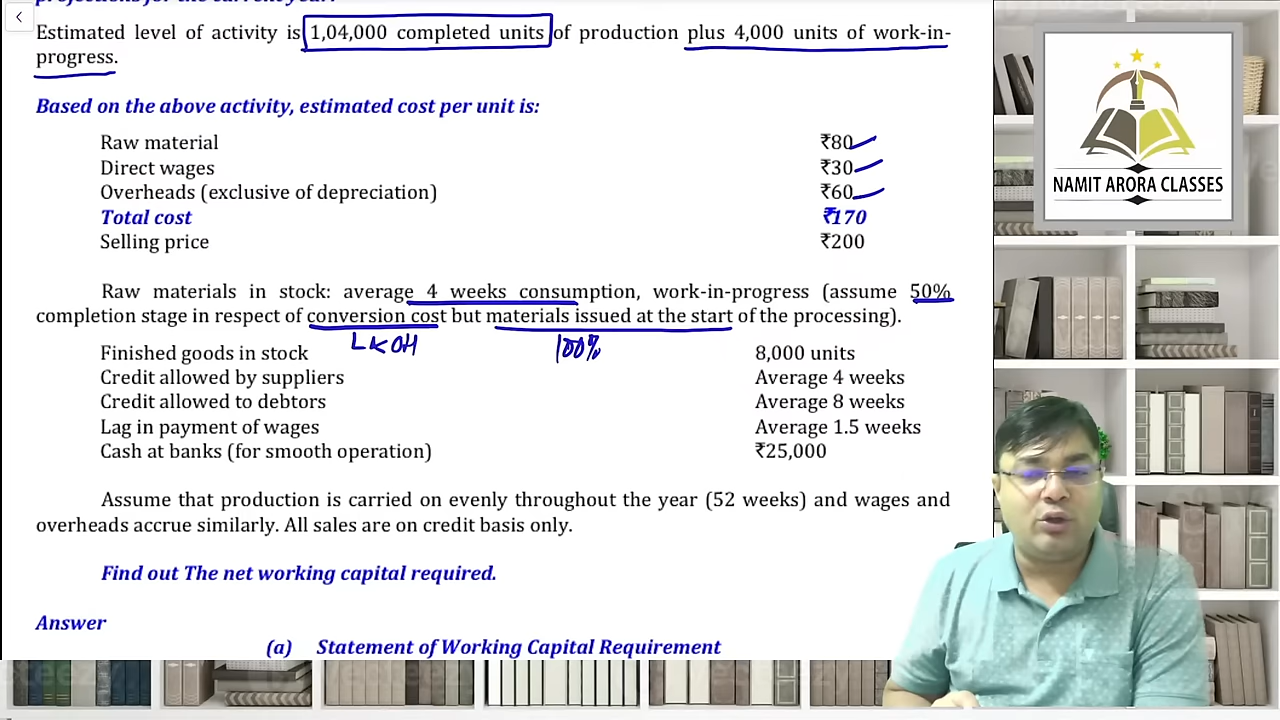 projections for the current year:
Estimated level of activity is 1,04,000 completed units of production plus 4,000 units of work-in-
progress.
Based on the above activity, estimated cost per unit is:
Raw material ₹80
Direct wages ₹30
Overheads (exclusive of depreciation) ₹60
Total cost ₹170
Selling price ₹200
Raw materials in stock: average 4 weeks consumption, work-in-progress (assume 50%
completion stage in respect of conversion cost but materials issued at the start of the processing).
L & OH 100%
Finished goods in stock 8,000 units
Credit allowed by suppliers Average 4 weeks
Credit allowed to debtors Average 8 weeks
Lag in payment of wages Average 1.5 weeks
Cash at banks (for smooth operation) ₹25,000
Assume that production is carried on evenly throughout the year (52 weeks) and wages and
overheads accrue similarly. All sales are on credit basis only.
Find out The net working capital required.
Answer
(a) Statement of Working Capital Requirement
NAMIT ARORA CLASSES